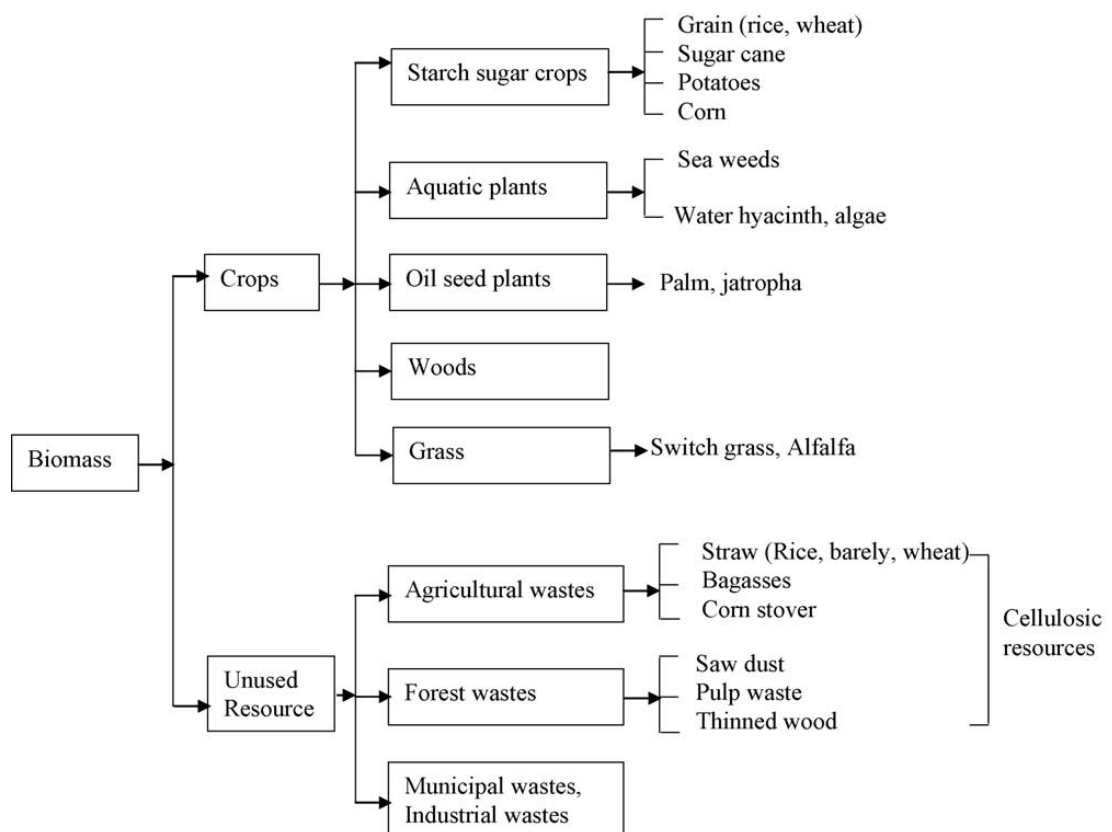 Grain (rice, wheat)
Sugar cane
Starch sugar crops
Potatoes
Corn
Sea weeds
Aquatic plants
Water hyacinth, algae
Crops
Oil seed plants
Palm, jatropha
Woods
Biomass
Grass
Switch grass, Alfalfa
Straw (Rice, barely, wheat)
Agricultural wastes
Bagasses
Corn stover
Cellulosic
resources
Unused
Resource
Forest wastes
Saw dust
Pulp waste
Thinned wood
Municipal wastes,
Industrial wastes